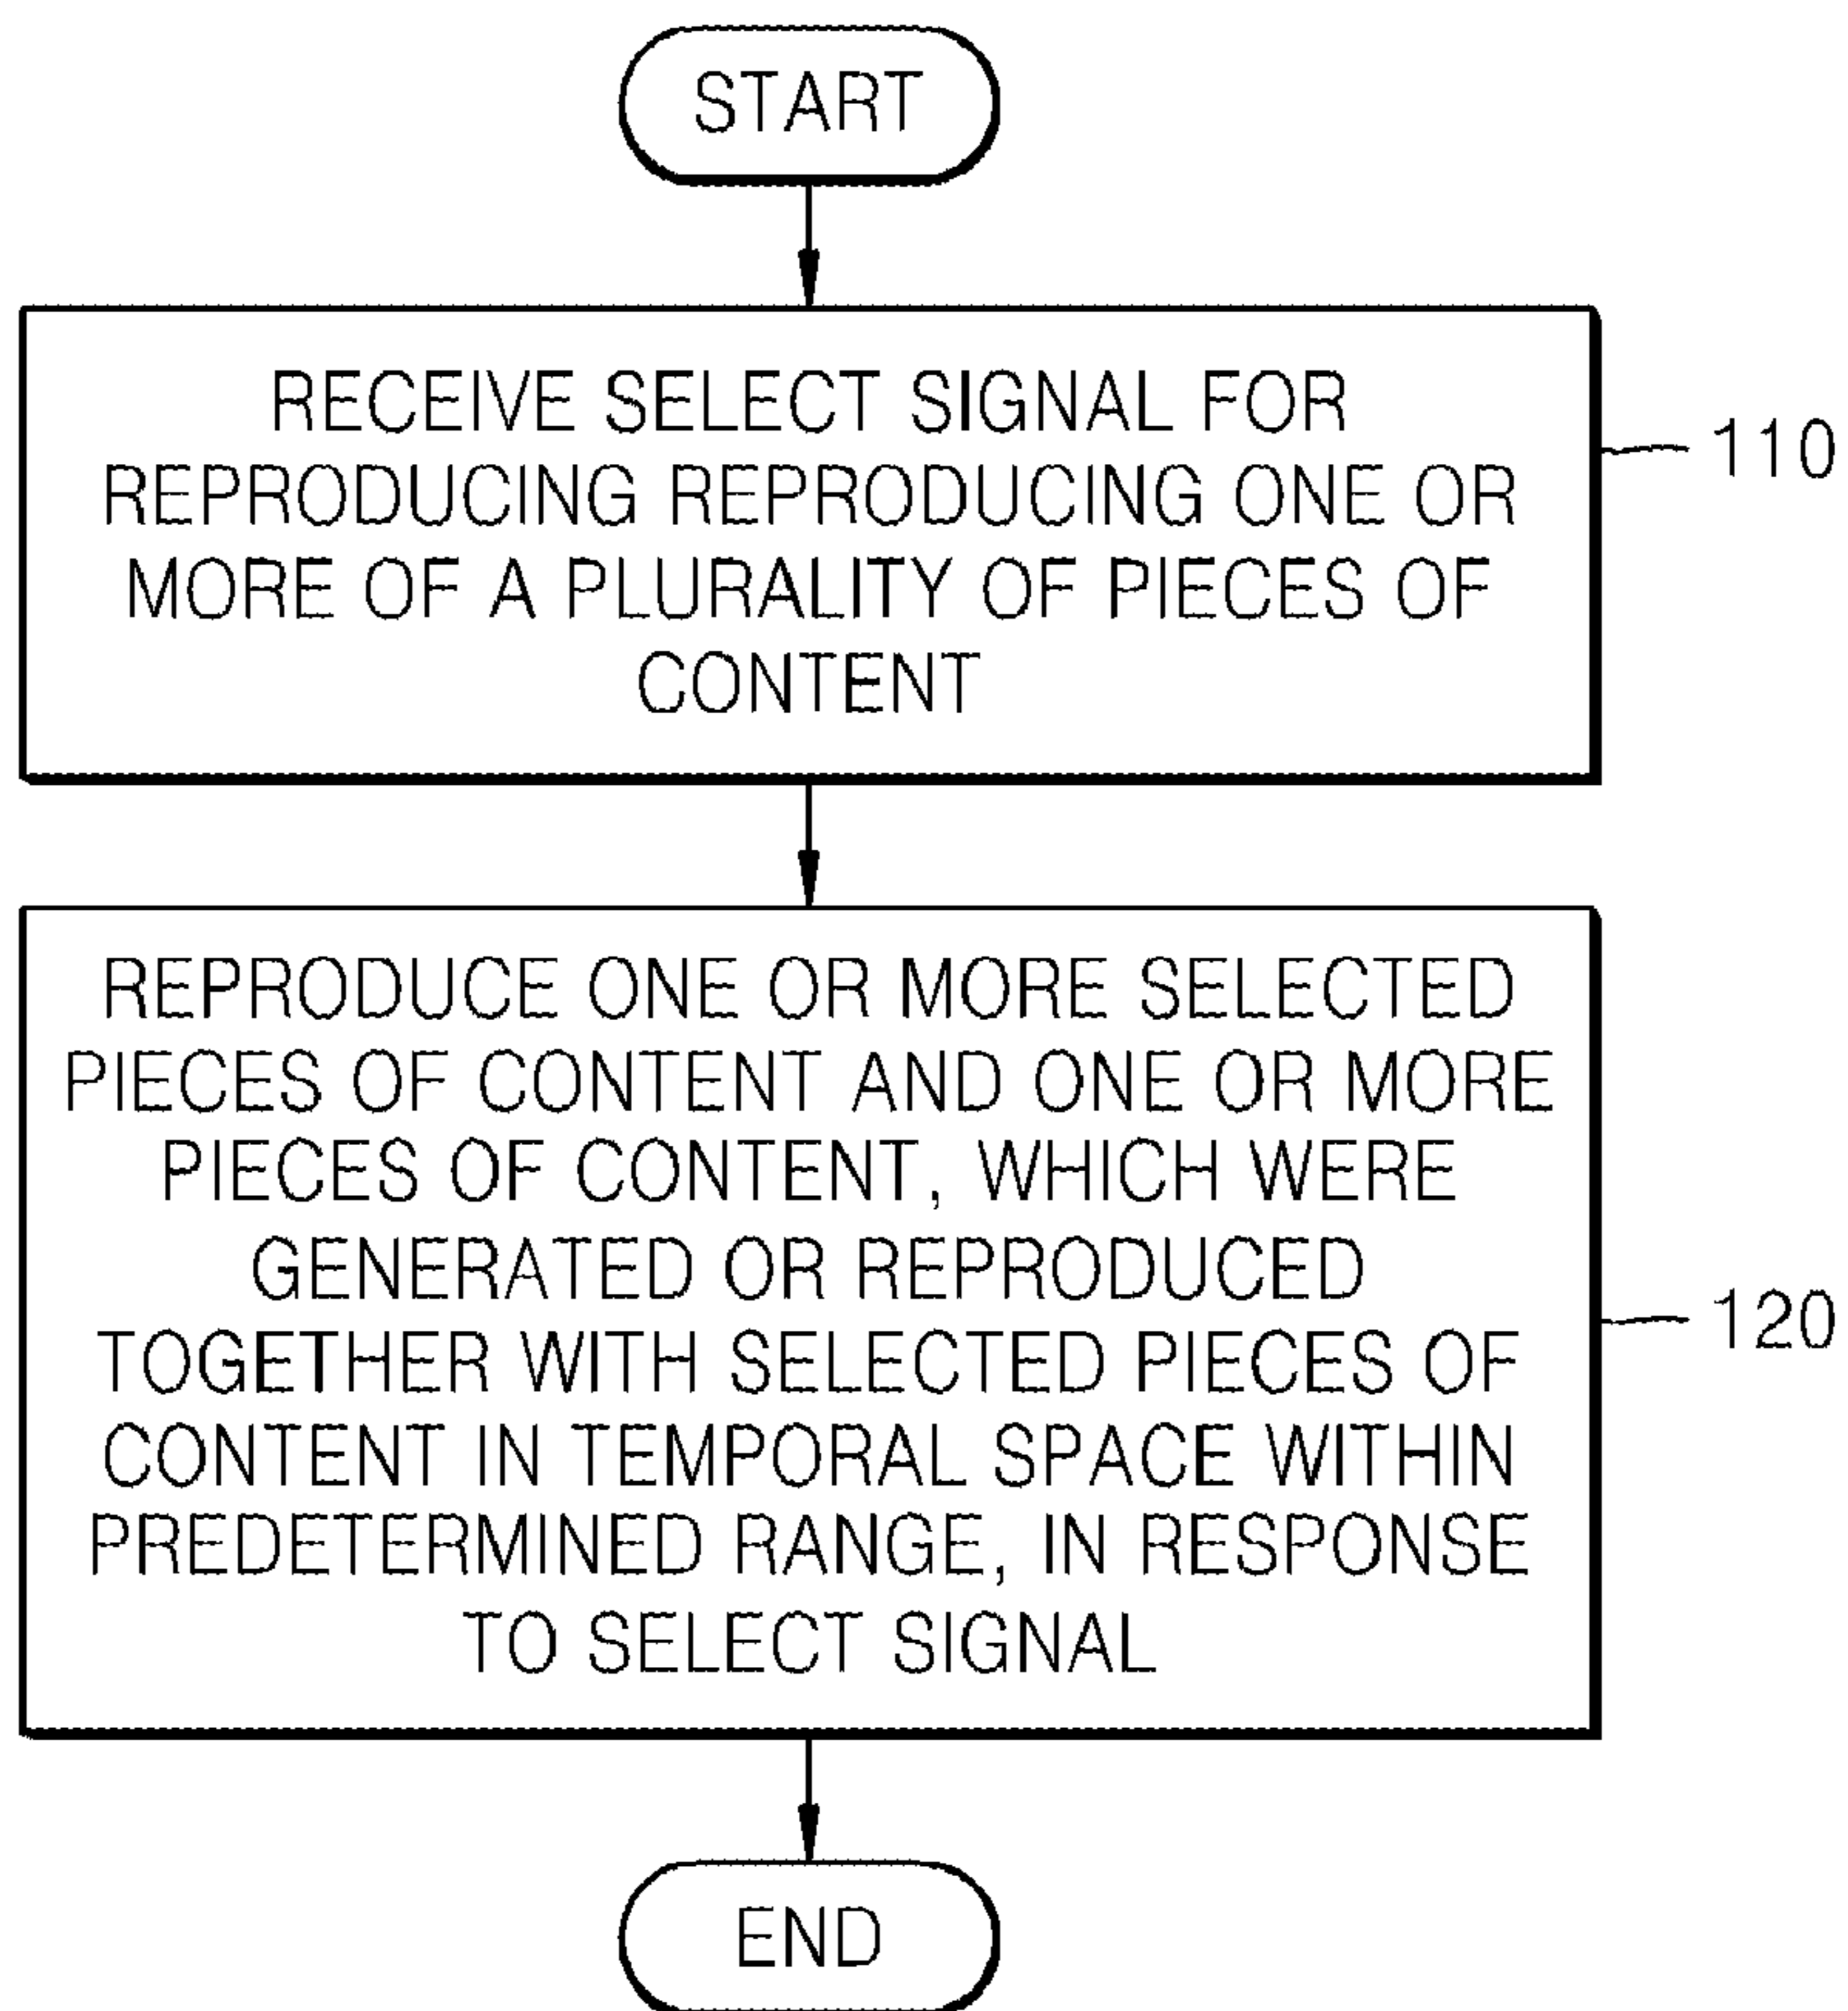 START
RECEIVE SELECT SIGNAL FOR
REPRODUCING REPRODUCING ONE OR
MORE OF A PLURALITY OF PIECES OF
CONTENT
110
REPRODUCE ONE OR MORE SELECTED
PIECES OF CONTENT AND ONE OR MORE
PIECES OF CONTENT, WHICH WERE
GENERATED OR REPRODUCED
TOGETHER WITH SELECTED PIECES OF
CONTENT IN TEMPORAL SPACE WITHIN
PREDETERMINED RANGE, IN RESPONSE
TO SELECT SIGNAL
120
END